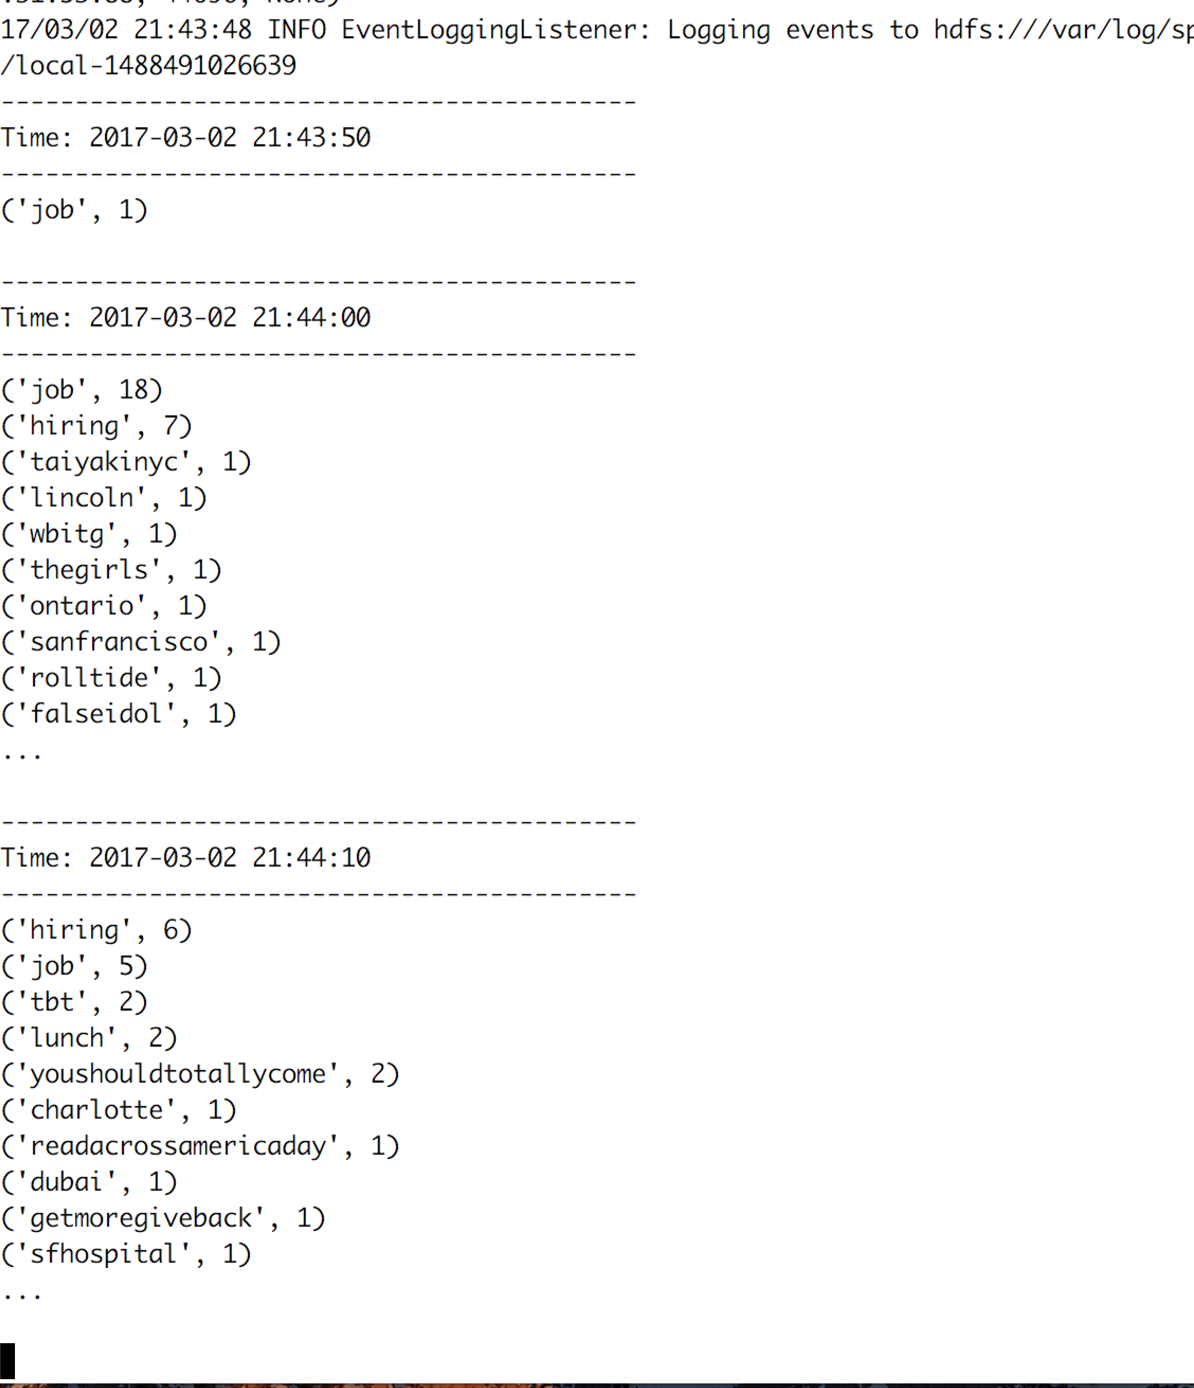 17/03/02 21:43:48 INFO EventLoggingListener: Logging events to hdfs:///var/log/sp
/local-1488491026639
-------------------------------------------
Time: 2017-03-02 21:43:50
-------------------------------------------
('job', 1)
-------------------------------------------
Time: 2017-03-02 21:44:00
-------------------------------------------
('job', 18)
('hiring', 7)
('taiyakinyc', 1)
('lincoln', 1)
('wbitg', 1)
('thegirls', 1)
('ontario', 1)
('sanfrancisco', 1)
('rolltide', 1)
('falseidol', 1)
...
-------------------------------------------
Time: 2017-03-02 21:44:10
-------------------------------------------
('hiring', 6)
('job', 5)
('tbt', 2)
('lunch', 2)
('youshouldtotallycome', 2)
('charlotte', 1)
('readacrossamericaday', 1)
('dubai', 1)
('getmoregiveback', 1)
('sfhospital', 1)
...